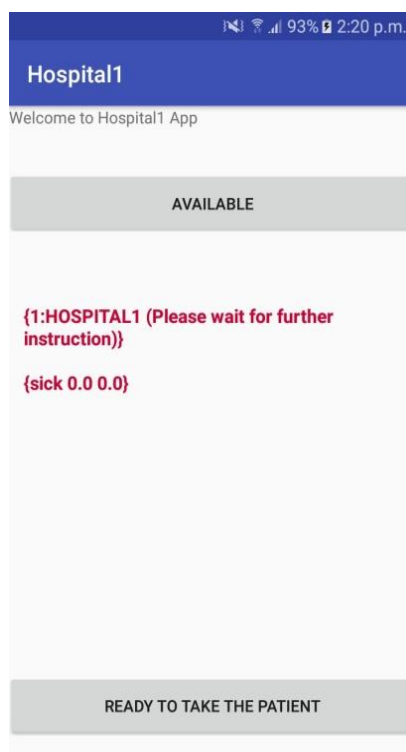 93% 2:20 p.m.
Hospital1
Welcome to Hospital1 App
AVAILABLE
{1:HOSPITAL1 (Please wait for further
instruction)}
{sick 0.0 0.0}
READY TO TAKE THE PATIENT